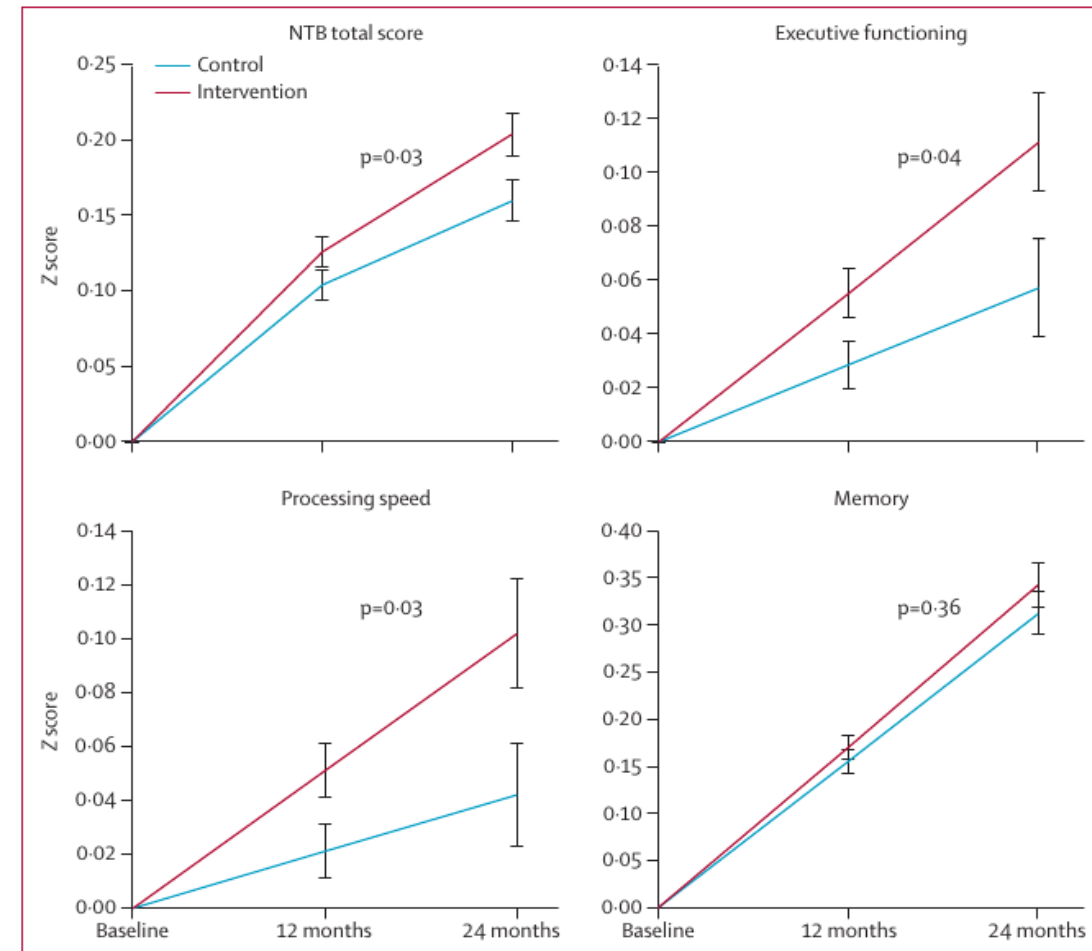 NTB total score
0·25
0·20
0·15
0·10
0·05
0·00
Z score
Control
Intervention
p=0·03
Executive functioning
0·14
0·12
0·10
0·08
0·06
0·04
0·02
0·00
p=0·04
Processing speed
0·14
0·12
0·10
0·08
0·06
0·04
0·02
0·00
Z score
p=0·03
Baseline
12 months
24 months
Memory
0·40
0·35
0·30
0·25
0·20
0·15
0·10
0·05
0·00
p=0·36
Baseline
12 months
24 months